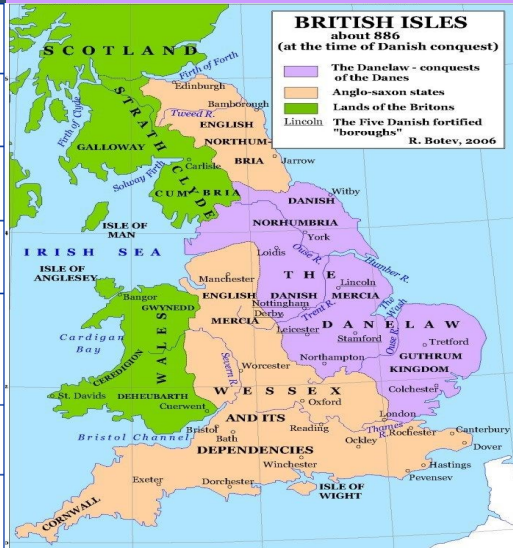 BRITISH ISLES
about 886
(at the time of Danish conquest)
The Danelaw - conquests
of the Danes
Anglo-saxon states
Lands of the Britons
Lincoln The Five Danish fortified
"boroughs"
R. Botev, 2006
SCOTLAND
Firth of Forth
Edinburgh
Bamborough
Firth of Clyde
STRATH
CLYDE
Tweed R.
ENGLISH
NORTHUM-
BRIA
GALLOWAY
Jarrow
Carlisle
Solway Firth
CUM-BRIA
DANISH
Witby
NORHUMBRIA
ISLE OF
MAN
York
IRISH SEA
Loidis
Ouse R.
Humber R.
ISLE OF
ANGLESEY
Manchester
THE
Lincoln
Bangor
ENGLISH
DANISH
MERCIA
GWYNEDD
Nottingham
The Wash
MERCIA
Derby
Trent R.
Leicester
DANELAW
Cardigan
Bay
WALES
Stamford
Ouse R.
Tretford
Severn R.
Northampton
GUTHRUM
KINGDOM
CEREDIGION
Worcester
St. Davids
DEHEUBARTH
WESSEX
Colchester
Cuerwent
Oxford
AND ITS
London
Bristol Channel
Bristol
Bath
Reading
Thames
R.
Rochester
Canterbury
Ockley
Dover
DEPENDENCIES
Winchester
Hastings
Pevensev
Exeter
Dorchester
ISLE OF
WIGHT
CORNWALL